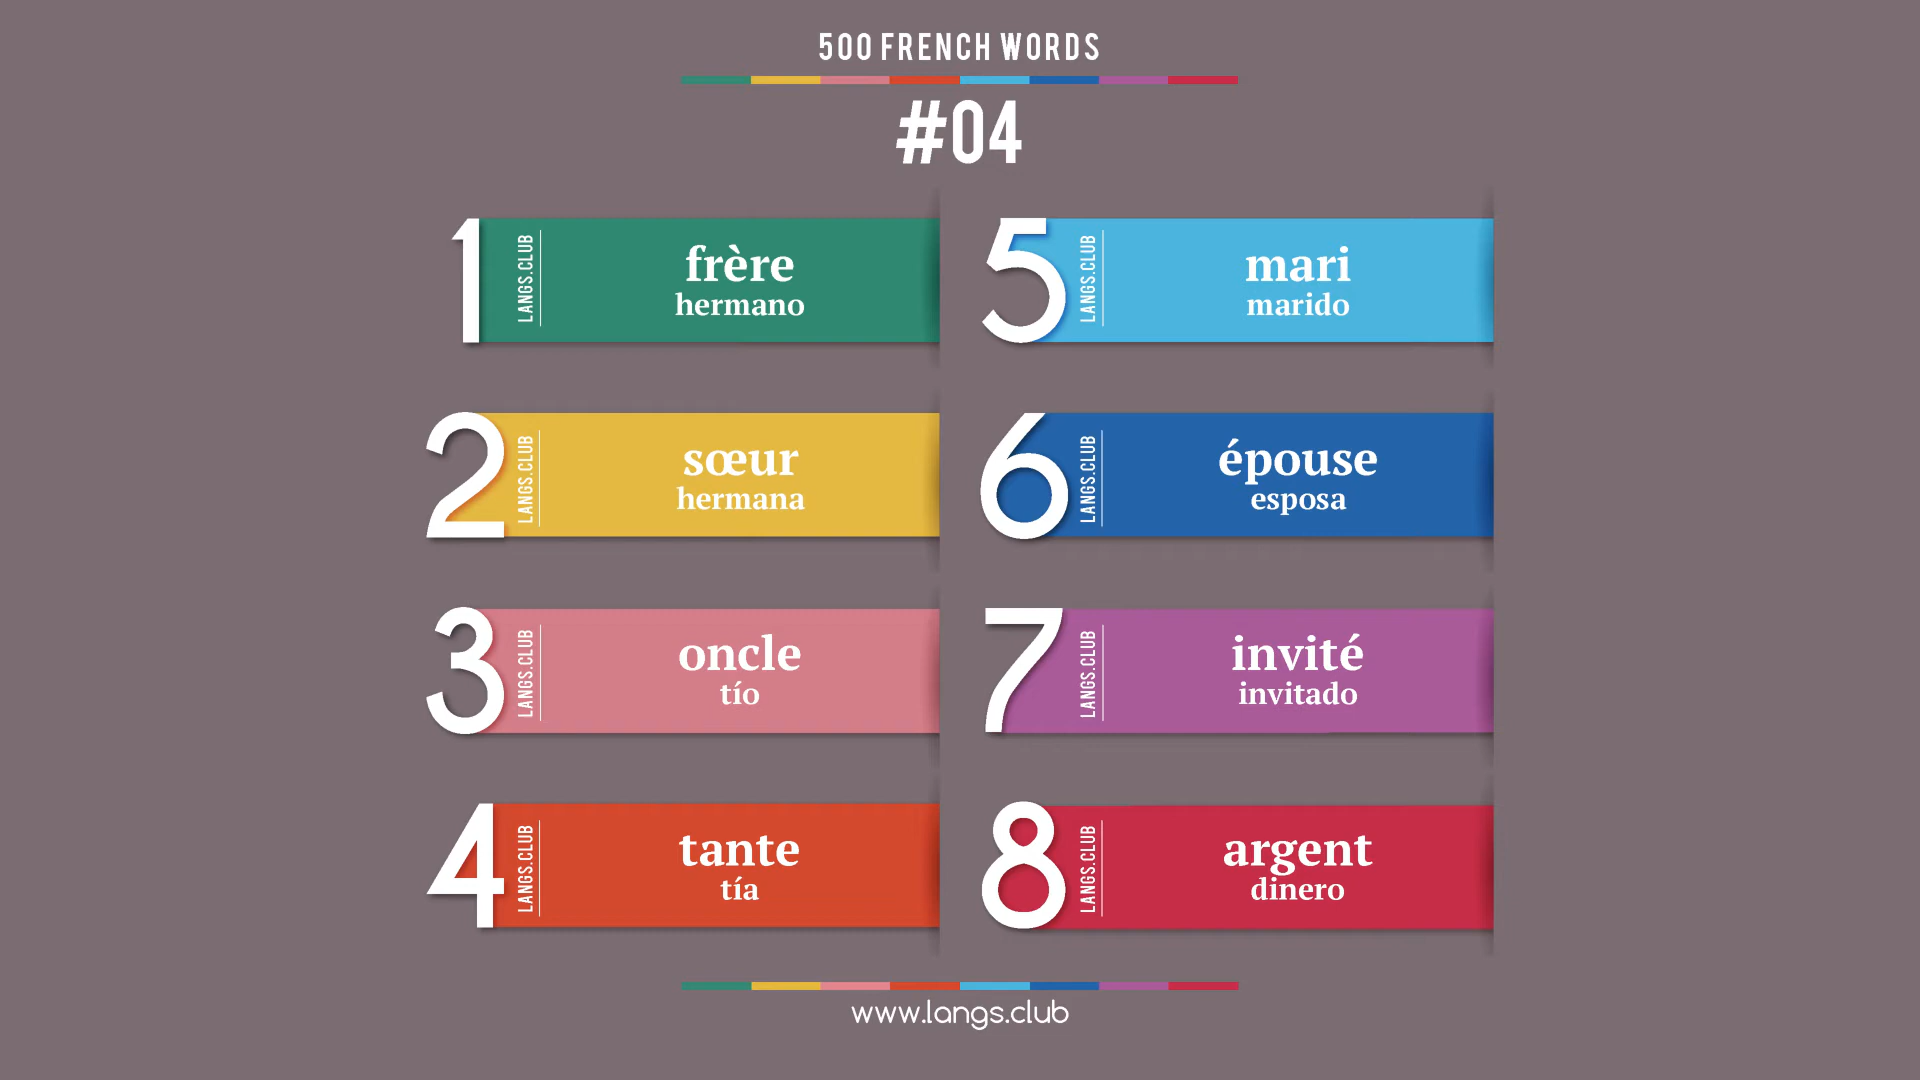 500 FRENCH WORDS
#04
1
LANGS.CLUB
frère
hermano
2
LANGS.CLUB
sœur
hermana
3
LANGS.CLUB
oncle
tío
4
LANGS.CLUB
tante
tía
5
LANGS.CLUB
mari
marido
6
LANGS.CLUB
épouse
esposa
7
LANGS.CLUB
invité
invitado
8
LANGS.CLUB
argent
dinero
www.langs.club